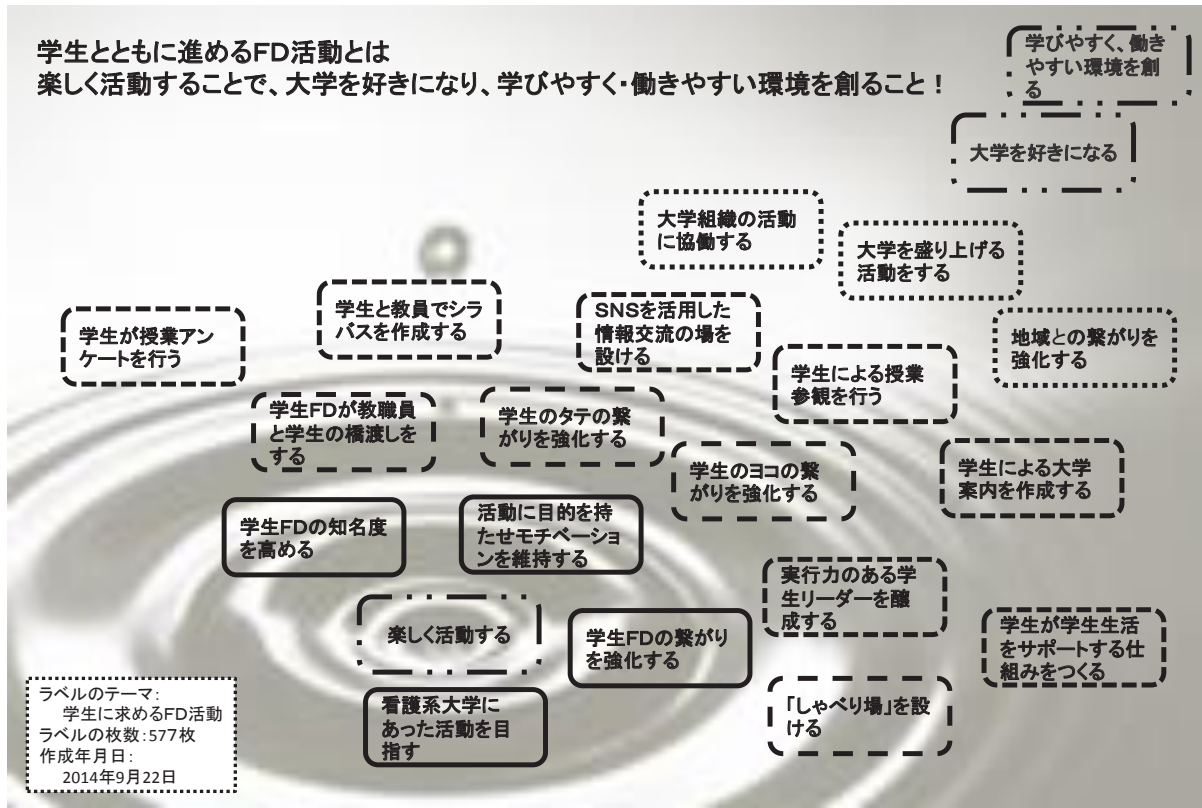 学生とともに進めるFD活動とは
楽しく活動することで、大学を好きになり、学びやすく・働きやすい環境を創ること！
学びやすく、働き
やすい環境を創
る
大学を好きになる
大学組織の活動
に協働する
大学を盛り上げる
活動をする
地域との繋がりを
強化する
学生が授業アン
ケートを行う
学生と教員でシラ
バスを作成する
SNSを活用した
情報交流の場を
設ける
学生による授業
参観を行う
学生FDが教職員
と学生の橋渡しを
する
学生のタテの繋
がりを強化する
学生のヨコの繋
がりを強化する
学生による大学
案内を作成する
学生FDの知名度
を高める
活動に目的を持
たせモチベーショ
ンを維持する
実行力のある学
生リーダーを醸
成する
楽しく活動する
学生FDの繋がり
を強化する
学生が学生生活
をサポートする仕
組みをつくる
看護系大学に
あった活動を目
指す
「しゃべり場」を設
ける
ラベルのテーマ：
学生に求めるFD活動
ラベルの枚数：577枚
作成年月日：
2014年9月22日